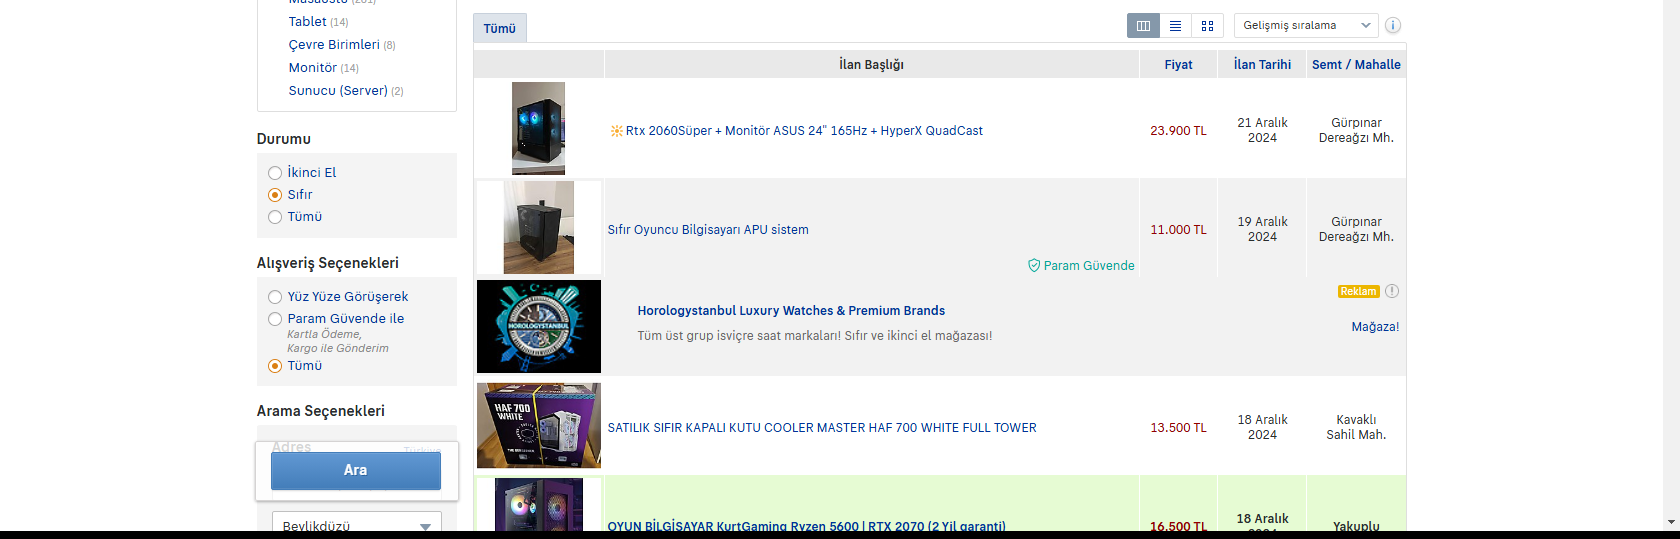 Tablet (14)
Çevre Birimleri (8)
Monitör (14)
Sunucu (Server) (2)
Durumu
İkinci El
Sıfır
Tümü
Alışveriş Seçenekleri
Yüz Yüze Görüşerek
Param Güvende ile
Kartla Ödeme,
Kargo ile Gönderim
Tümü
Arama Seçenekleri
Adres Türkiye
Ara
Beylikdüzü
Tümü
Gelişmiş sıralama
İlan Başlığı Fiyat İlan Tarihi Semt / Mahalle
Rtx 2060Süper + Monitör ASUS 24" 165Hz + HyperX QuadCast
23.900 TL
21 Aralık
2024
Gürpınar
Dereağzı Mh.
Sıfır Oyuncu Bilgisayarı APU sistem
Param Güvende
11.000 TL
19 Aralık
2024
Gürpınar
Dereağzı Mh.
HOROLOGYSTANBUL
Horologystanbul Luxury Watches & Premium Brands
Tüm üst grup isviçre saat markaları! Sıfır ve ikinci el mağazası!
Reklam
Mağaza!
HAF 700
WHITE
SATILIK SIFIR KAPALI KUTU COOLER MASTER HAF 700 WHITE FULL TOWER
13.500 TL
18 Aralık
2024
Kavaklı
Sahil Mah.
OYUN BİLGİSAYAR KurtGaming Ryzen 5600 | RTX 2070 (2 Yil garanti)
16.500 TL
18 Aralık
2024
Yakuplu